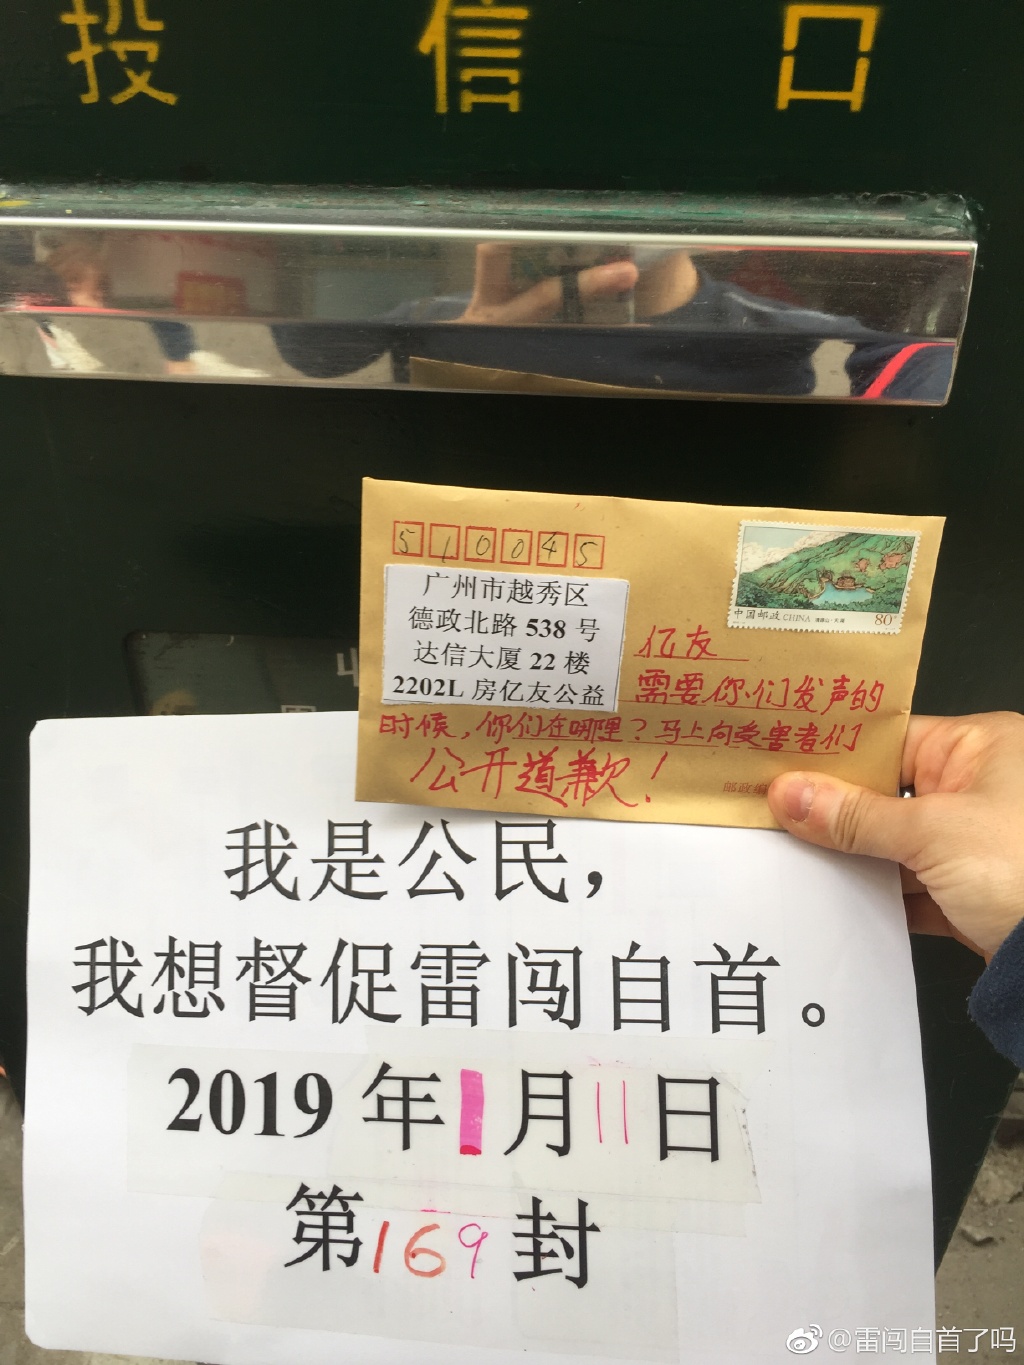 投信口
510045
中国邮政 CHINA
80
广州市越秀区
德政北路 538 号
达信大厦 22 楼
2202L 房亿友公益
亿友
需要你们发声的
时候，你们在哪里？马上向受害者们
公开道歉！
邮政编
我是公民，
我想督促雷闯自首。
2019 年 1 月 11 日
第 169 封
@雷闯自首了吗